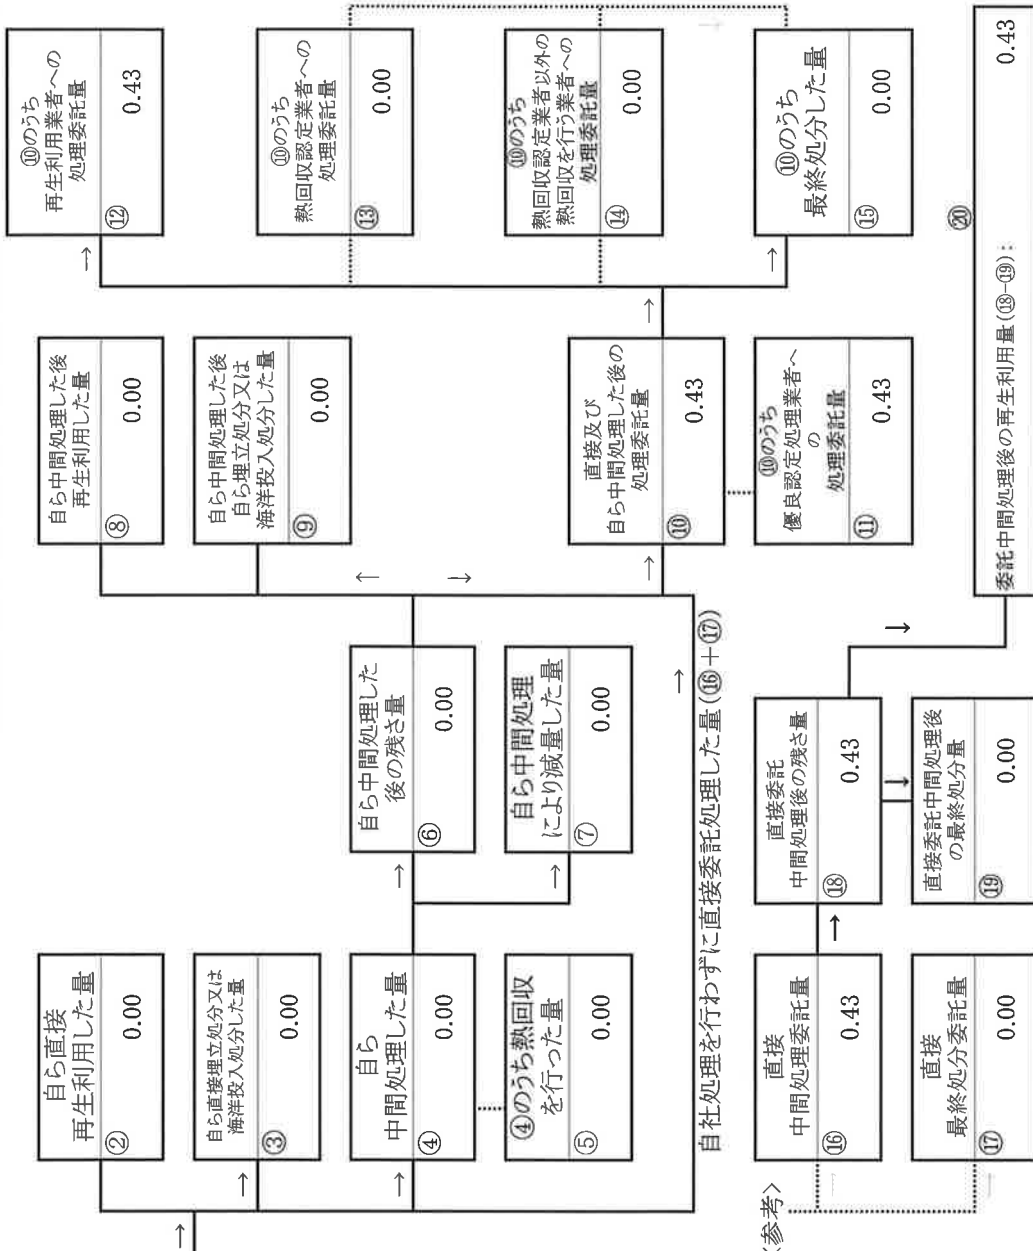 自ら直接
再生利用した量
②
0.00
自ら直接埋立処分又は
海洋投入処分した量
③
0.00
自ら
中間処理した量
④
0.00
④のうち熱回収
を行った量
⑤
0.00
自ら中間処理した
後の残さ量
⑥
0.00
自ら中間処理
により減量した量
⑦
0.00
自ら中間処理した後
再生利用した量
⑧
0.00
自ら中間処理した後
自ら埋立処分又は
海洋投入処分した量
⑨
0.00
直接及び
自ら中間処理した後の
処理委託量
⑩
0.43
⑩のうち
優良認定処理業者へ
の
処理委託量
⑪
0.43
⑩のうち
再生利用業者への
処理委託量
⑫
0.43
⑩のうち
熱回収認定業者への
処理委託量
⑬
0.00
⑩のうち
熱回収認定業者以外の
熱回収を行う業者への
処理委託量
⑭
0.00
⑩のうち
最終処分した量
⑮
0.00
自社処理を行わずに直接委託処理した量(⑯+⑰)
<参考>
直接
中間処理委託量
⑯
0.43
直接
最終処分委託量
⑰
0.00
直接委託
中間処理後の残さ量
⑱
0.43
直接委託中間処理後
の最終処分量
⑲
0.00
⑳
委託中間処理後の再生利用量(⑱-⑲):
0.43